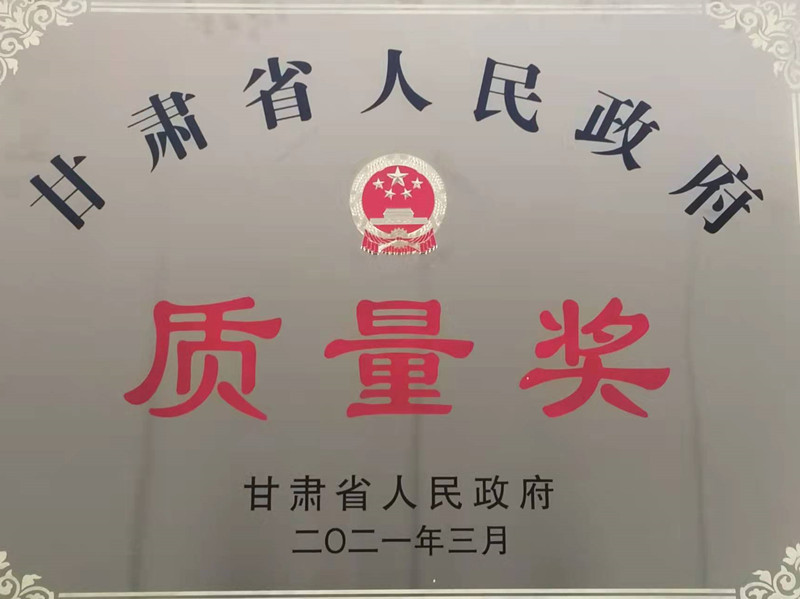 甘肃省人民政府
质量奖
甘肃省人民政府
二〇二一年三月